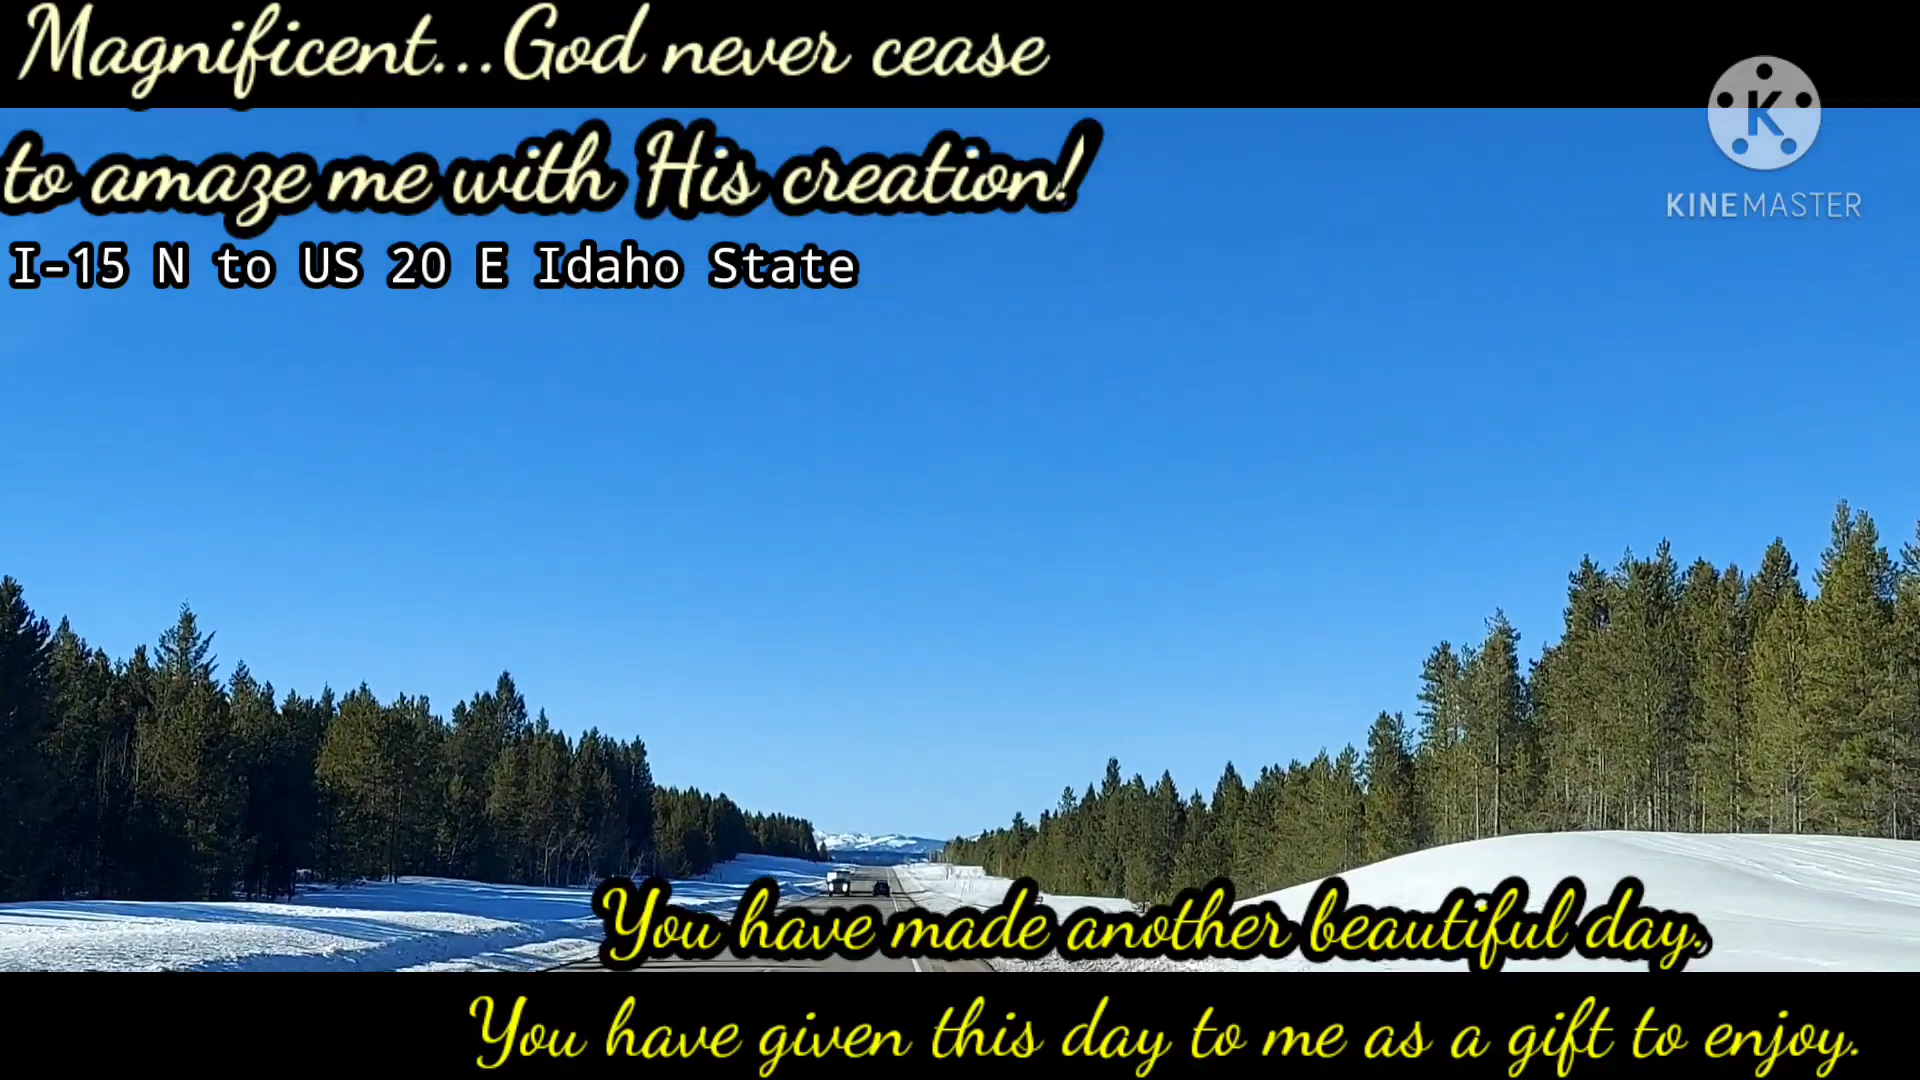 Magnificent...God never cease
to amaze me with His creation!
I-15 N to US 20 E Idaho State
K
KINEMASTER
You have made another beautiful day,
You have given this day to me as a gift to enjoy.